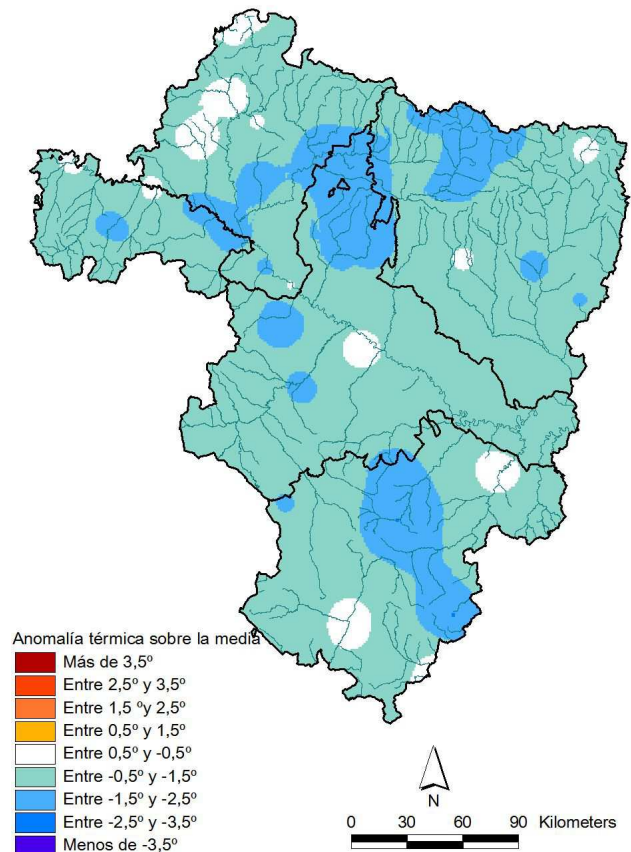 Anomalía térmica sobre la media
Más de 3,5º
Entre 2,5º y 3,5º
Entre 1,5 ºy 2,5º
Entre 0,5º y 1,5º
Entre 0,5º y -0,5º
Entre -0,5º y -1,5º
Entre -1,5º y -2,5º
Entre -2,5º y -3,5º
Menos de -3,5º
N
0 30 60 90 Kilometers